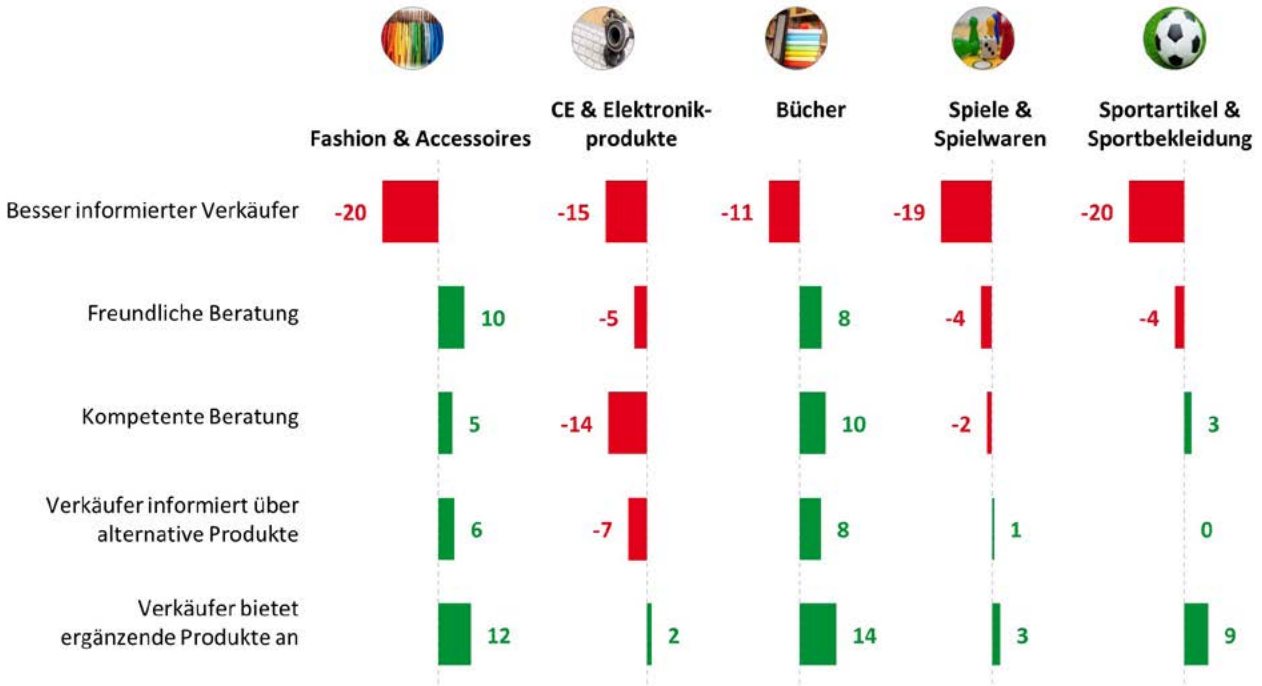 Fashion & Accessoires
CE & Elektronik-
produkte
Bücher
Spiele &
Spielwaren
Sportartikel &
Sportbekleidung
Besser informierter Verkäufer
-20
-15
-11
-19
-20
Freundliche Beratung
10
-5
8
-4
-4
Kompetente Beratung
5
-14
10
-2
3
Verkäufer informiert über
alternative Produkte
6
-7
8
1
0
Verkäufer bietet
ergänzende Produkte an
12
2
14
3
9